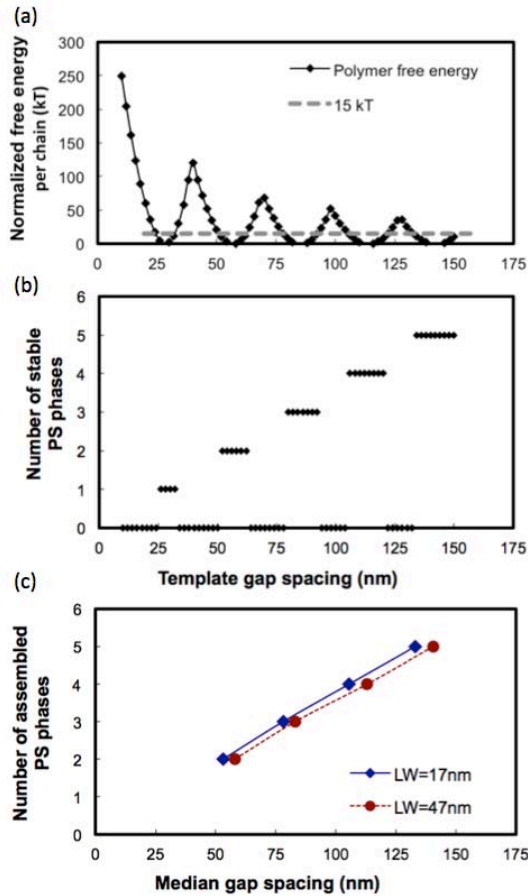 (a)
Normalized free energy
per chain (kT)
300
250
200
150
100
50
0
Polymer free energy
15 kT
0 25 50 75 100 125 150 175
(b)
Number of stable
PS phases
6
5
4
3
2
1
0
0 25 50 75 100 125 150 175
Template gap spacing (nm)
(c)
Number of assembled
PS phases
6
5
4
3
2
1
0
LW=17nm
LW=47nm
0 25 50 75 100 125 150 175
Median gap spacing (nm)